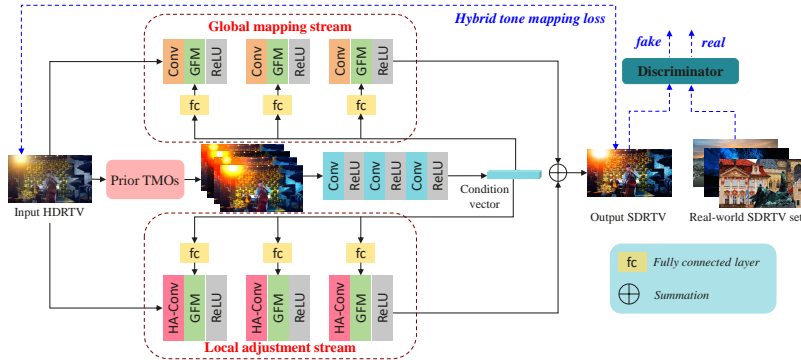 Hybrid tone mapping loss
Global mapping stream
Conv GFM ReLU Conv GFM ReLU Conv GFM ReLU
fc fc fc
fake real
Discriminator
Input HDRTV
Prior TMOs
Conv ReLU Conv ReLU Conv ReLU
Condition
vector
Output SDRTV
Real-world SDRTV set
fc fc fc
HA-Conv GFM ReLU HA-Conv GFM ReLU HA-Conv GFM ReLU
Local adjustment stream
fc Fully connected layer
Summation